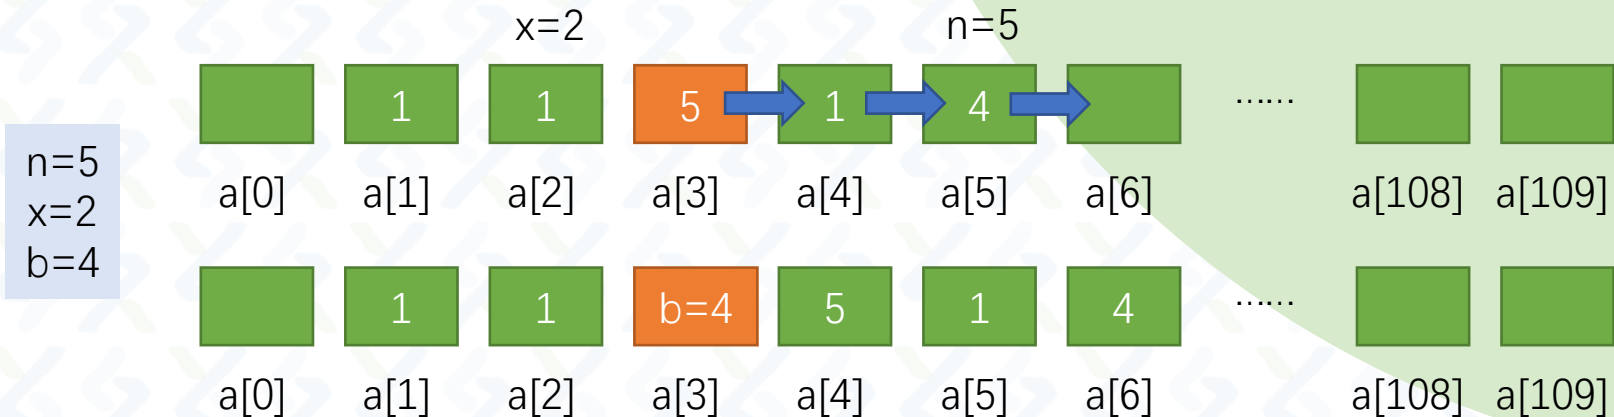 x=2 n=5
1 1 5 1 4 ……
a[0] a[1] a[2] a[3] a[4] a[5] a[6] a[108] a[109]
n=5
x=2
b=4
1 1 b=4 5 1 4 ……
a[0] a[1] a[2] a[3] a[4] a[5] a[6] a[108] a[109]